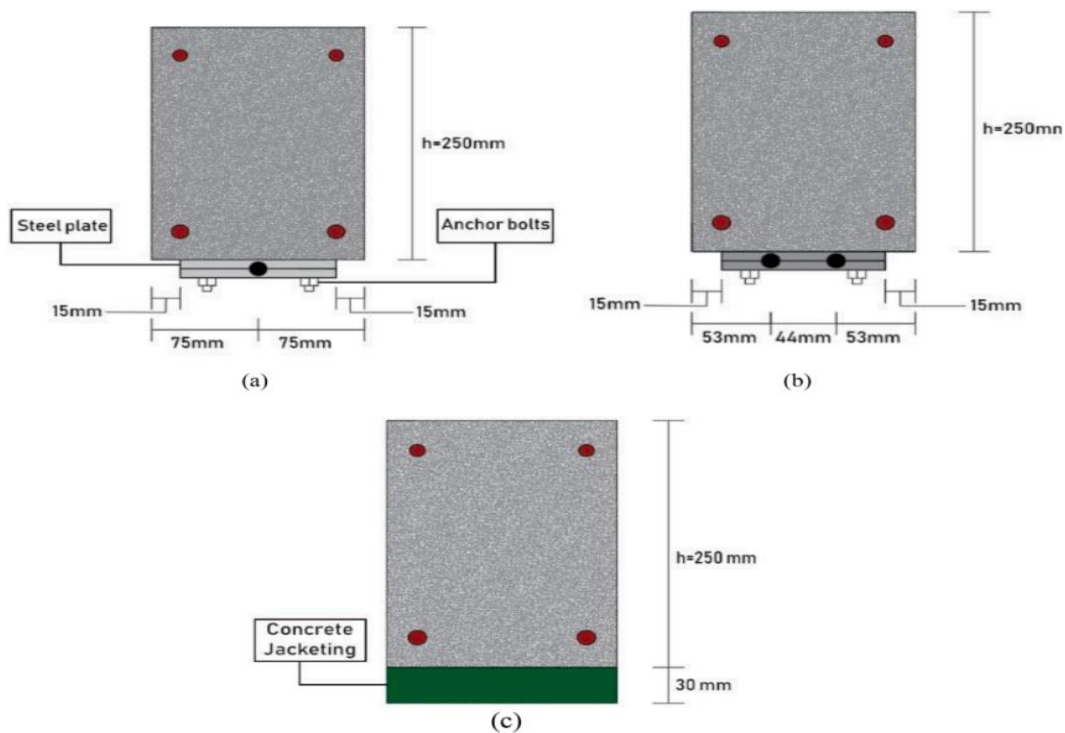 h=250mm
Steel plate
Anchor bolts
15mm
15mm
75mm
75mm
(a)
h=250mm
15mm
15mm
53mm
44mm
53mm
(b)
h=250 mm
Concrete
Jacketing
30 mm
(c)